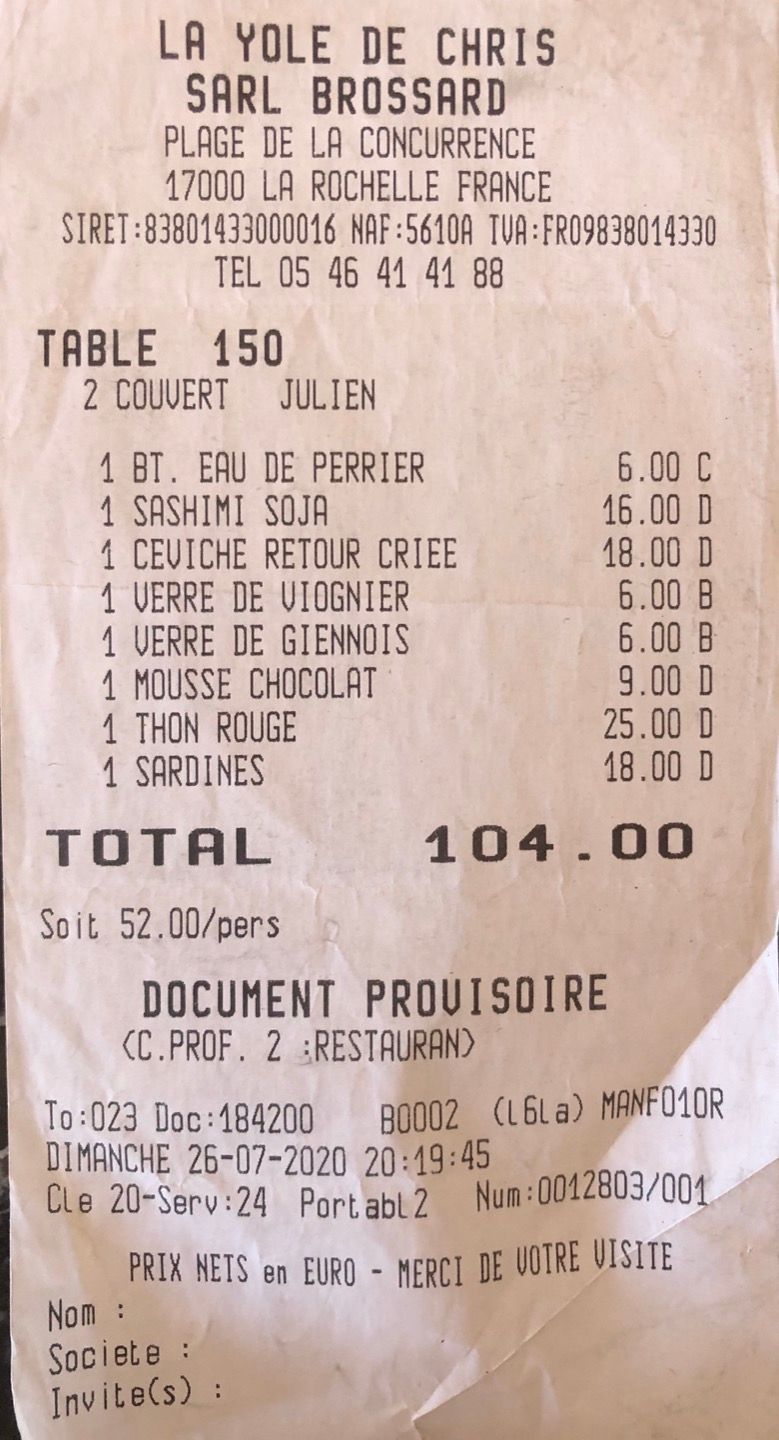 LA YOLE DE CHRIS
SARL BROSSARD
PLAGE DE LA CONCURRENCE
17000 LA ROCHELLE FRANCE
SIRET:83801433000016 NAF:5610A TVA:FR09838014330
TEL 05 46 41 41 88
TABLE 150
2 COUVERT JULIEN
1 BT. EAU DE PERRIER 6.00 C
1 SASHIMI SOJA 16.00 D
1 CEVICHE RETOUR CRIEE 18.00 D
1 VERRE DE VIOGNIER 6.00 B
1 VERRE DE GIENNOIS 6.00 B
1 MOUSSE CHOCOLAT 9.00 D
1 THON ROUGE 25.00 D
1 SARDINES 18.00 D
TOTAL 104.00
Soit 52.00/pers
DOCUMENT PROVISOIRE
(C.PROF. 2 :RESTAURAN)
To:023 Doc:184200 B0002 (L6La) MANF010R
DIMANCHE 26-07-2020 20:19:45
Cle 20-Serv:24 Portabl2 Num:0012803/001
PRIX NETS en EURO - MERCI DE VOTRE VISITE
Nom :
Societe :
Invite(s) :